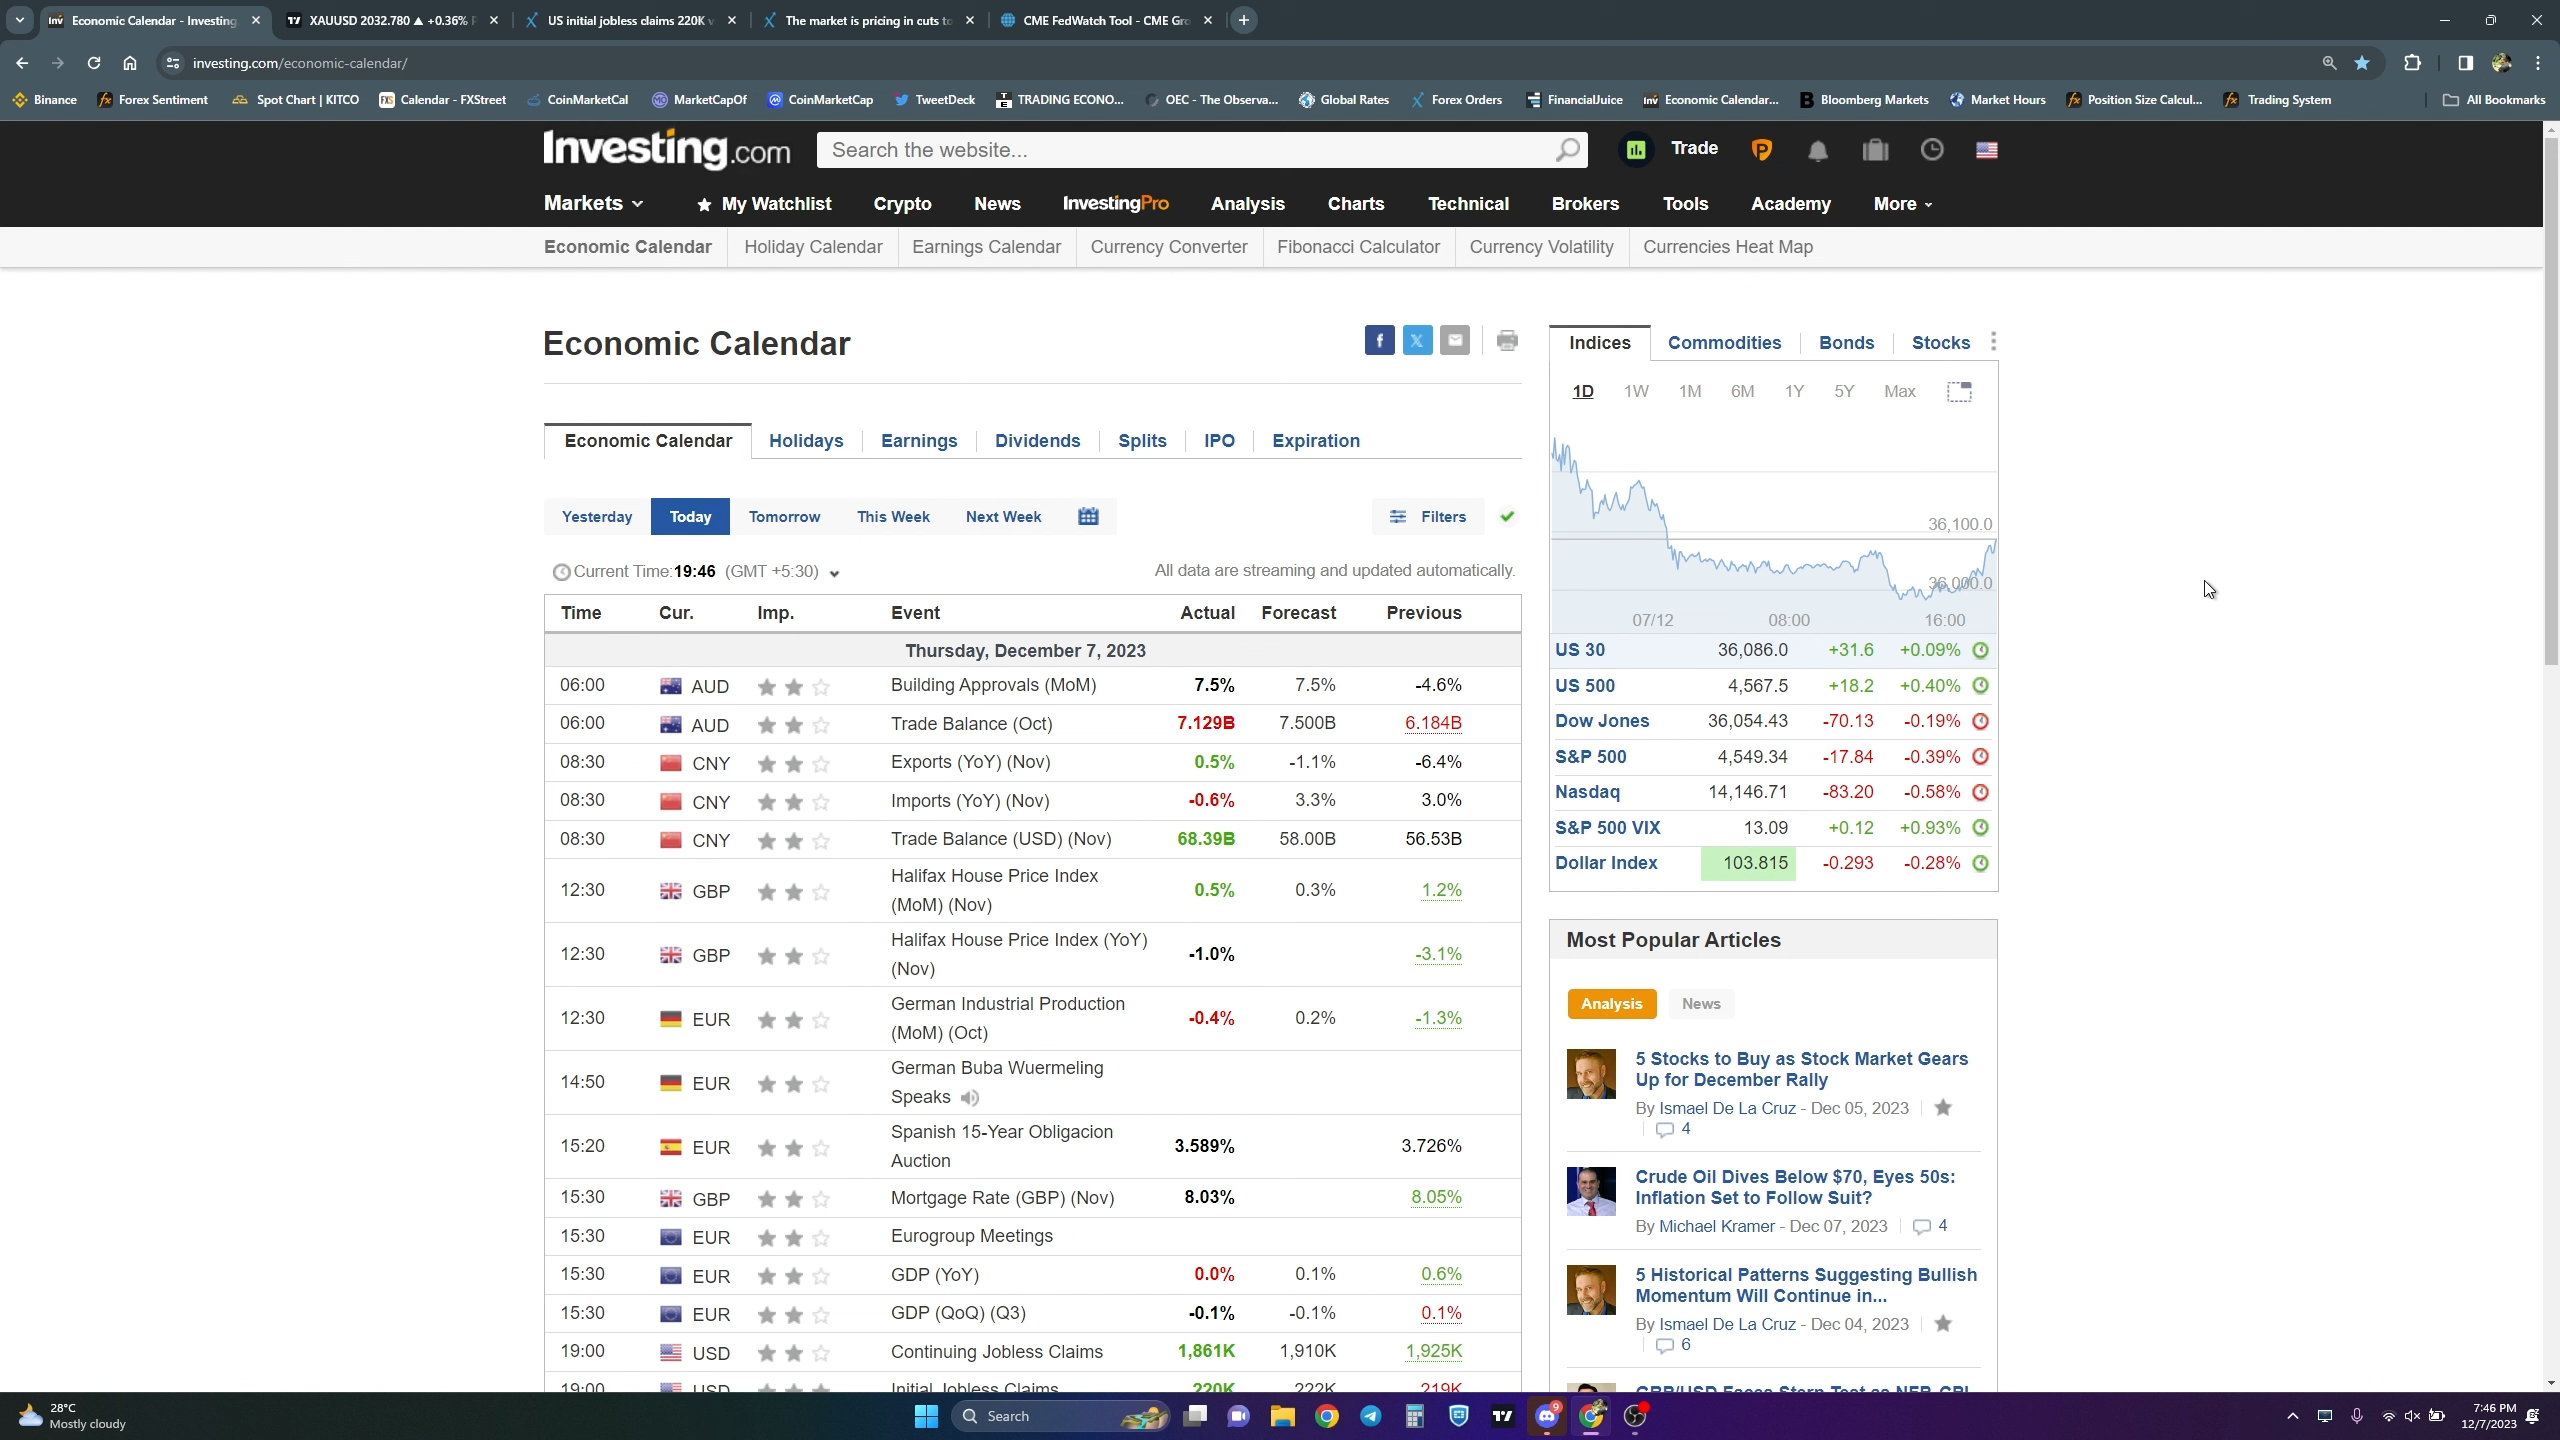 Economic Calendar - Investing
XAUUSD 2032.780 ▲ +0.36%
US initial jobless claims 220K
The market is pricing in cuts to
CME FedWatch Tool - CME Gro
investing.com/economic-calendar/
Binance
Forex Sentiment
Spot Chart | KITCO
Calendar - FXStreet
CoinMarketCal
MarketCapOf
CoinMarketCap
TweetDeck
TRADING ECONO...
OEC - The Observa...
Global Rates
Forex Orders
FinancialJuice
Economic Calendar...
Bloomberg Markets
Market Hours
Position Size Calcul...
Trading System
All Bookmarks
Investing.com
Search the website...
Trade
Markets
My Watchlist
Crypto
News
InvestingPro
Analysis
Charts
Technical
Brokers
Tools
Academy
More
Economic Calendar
Holiday Calendar
Earnings Calendar
Currency Converter
Fibonacci Calculator
Currency Volatility
Currencies Heat Map
Economic Calendar
Economic Calendar
Holidays
Earnings
Dividends
Splits
IPO
Expiration
Yesterday
Today
Tomorrow
This Week
Next Week
Filters
Current Time:19:46 (GMT +5:30)
All data are streaming and updated automatically.
Time Cur. Imp. Event Actual Forecast Previous
Thursday, December 7, 2023
06:00 AUD Building Approvals (MoM) 7.5% 7.5% -4.6%
06:00 AUD Trade Balance (Oct) 7.129B 7.500B 6.184B
08:30 CNY Exports (YoY) (Nov) 0.5% -1.1% -6.4%
08:30 CNY Imports (YoY) (Nov) -0.6% 3.3% 3.0%
08:30 CNY Trade Balance (USD) (Nov) 68.39B 58.00B 56.53B
12:30 GBP Halifax House Price Index
(MoM) (Nov) 0.5% 0.3% 1.2%
12:30 GBP Halifax House Price Index (YoY)
(Nov) -1.0% -3.1%
12:30 EUR German Industrial Production
(MoM) (Oct) -0.4% 0.2% -1.3%
14:50 EUR German Buba Wuermeling
Speaks
15:20 EUR Spanish 15-Year Obligacion
Auction 3.589% 3.726%
15:30 GBP Mortgage Rate (GBP) (Nov) 8.03% 8.05%
15:30 EUR Eurogroup Meetings
15:30 EUR GDP (YoY) 0.0% 0.1% 0.6%
15:30 EUR GDP (QoQ) (Q3) -0.1% -0.1% 0.1%
19:00 USD Continuing Jobless Claims 1,861K 1,910K 1,925K
19:00 USD Initial Jobless Claims 220K 222K 219K
Indices
Commodities
Bonds
Stocks
1D 1W 1M 6M 1Y 5Y Max
36,100.0
36,000.0
07/12 08:00 16:00
US 30 36,086.0 +31.6 +0.09%
US 500 4,567.5 +18.2 +0.40%
Dow Jones 36,054.43 -70.13 -0.19%
S&P 500 4,549.34 -17.84 -0.39%
Nasdaq 14,146.71 -83.20 -0.58%
S&P 500 VIX 13.09 +0.12 +0.93%
Dollar Index 103.815 -0.293 -0.28%
Most Popular Articles
Analysis
News
5 Stocks to Buy as Stock Market Gears
Up for December Rally
By Ismael De La Cruz - Dec 05, 2023
4
Crude Oil Dives Below $70, Eyes 50s:
Inflation Set to Follow Suit?
By Michael Kramer - Dec 07, 2023
4
5 Historical Patterns Suggesting Bullish
Momentum Will Continue in...
By Ismael De La Cruz - Dec 04, 2023
6
28°C
Mostly cloudy
Search
9
7:46 PM
12/7/2023